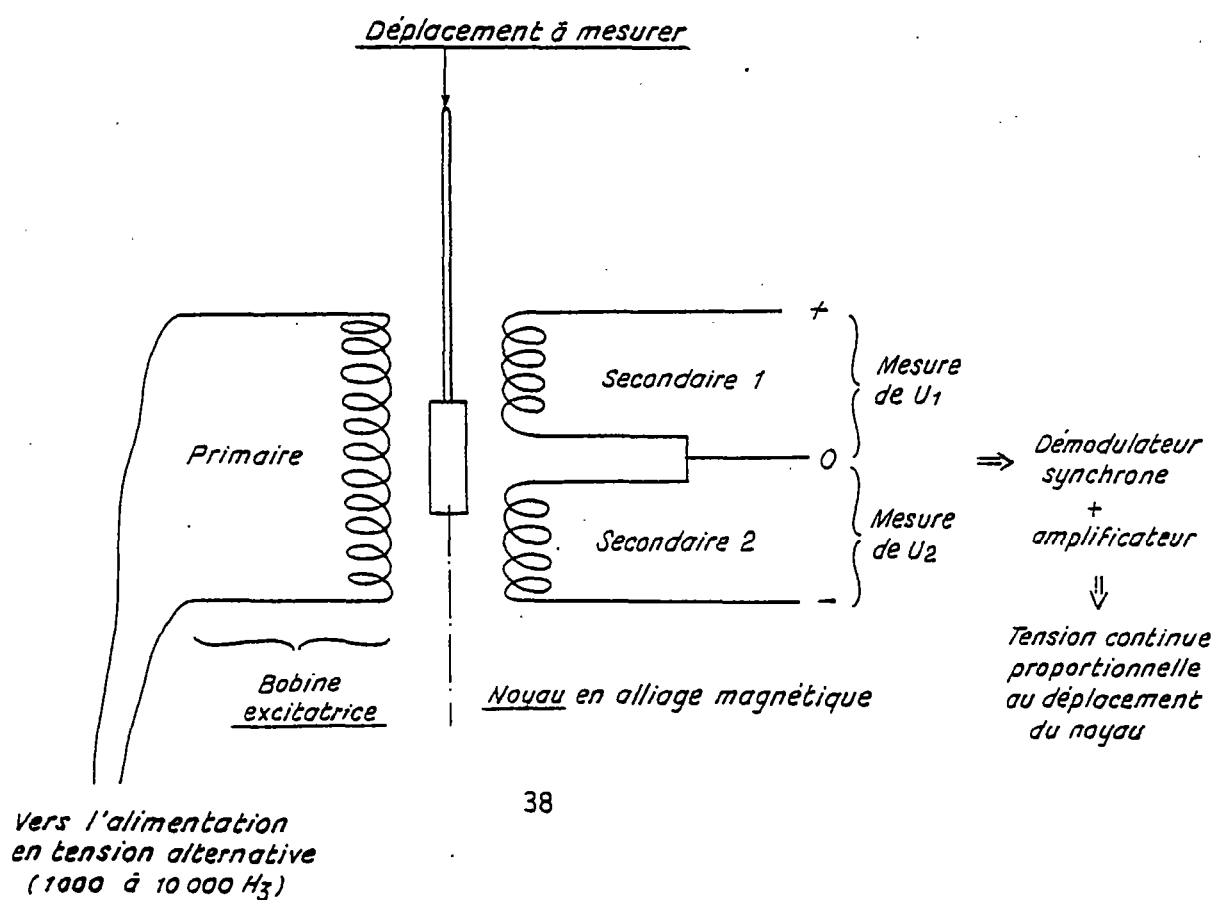 Déplacement à mesurer
+
Secondaire 1
Mesure
de U1
Primaire
O
⇒
Démodulateur
synchrone
+
amplificateur
Secondaire 2
Mesure
de U2
-
⇓
Tension continue
proportionnelle
au déplacement
du noyau
Bobine
excitatrice
Noyau en alliage magnétique
38
Vers l'alimentation
en tension alternative
(1000 à 10 000 Hz)